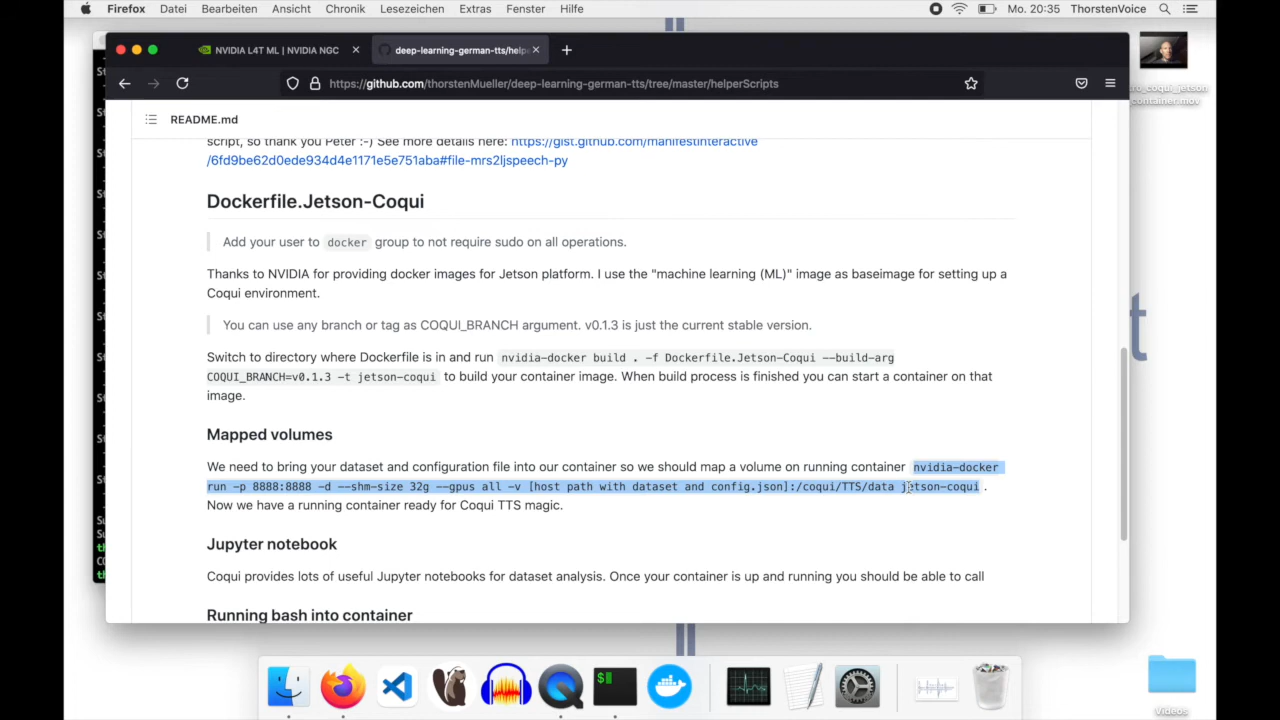 Firefox Datei Bearbeiten Ansicht Chronik Lesezeichen Extras Fenster Hilfe Mo. 20:35 ThorstenVoice
NVIDIA L4T ML | NVIDIA NGC
deep-learning-german-tts/help
https://github.com/thorstenMueller/deep-learning-german-tts/tree/master/helperScripts
ro_coqui_jetson
container.mov
README.md
script, so thank you Peter :-) See more details here: https://gist.github.com/manifestinteractive
/6fd9be62d0ede934d4e1171e5e751aba#file-mrs2ljspeech-py
Dockerfile.Jetson-Coqui
Add your user to docker group to not require sudo on all operations.
Thanks to NVIDIA for providing docker images for Jetson platform. I use the "machine learning (ML)" image as baseimage for setting up a
Coqui environment.
You can use any branch or tag as COQUI_BRANCH argument. v0.1.3 is just the current stable version.
Switch to directory where Dockerfile is in and run nvidia-docker build . -f Dockerfile.Jetson-Coqui --build-arg
COQUI_BRANCH=v0.1.3 -t jetson-coqui to build your container image. When build process is finished you can start a container on that
image.
Mapped volumes
We need to bring your dataset and configuration file into our container so we should map a volume on running container nvidia-docker
run -p 8888:8888 -d --shm-size 32g --gpus all -v [host path with dataset and config.json]:/coqui/TTS/data jetson-coqui .
Now we have a running container ready for Coqui TTS magic.
Jupyter notebook
Coqui provides lots of useful Jupyter notebooks for dataset analysis. Once your container is up and running you should be able to call
Running bash into container
t
Videos